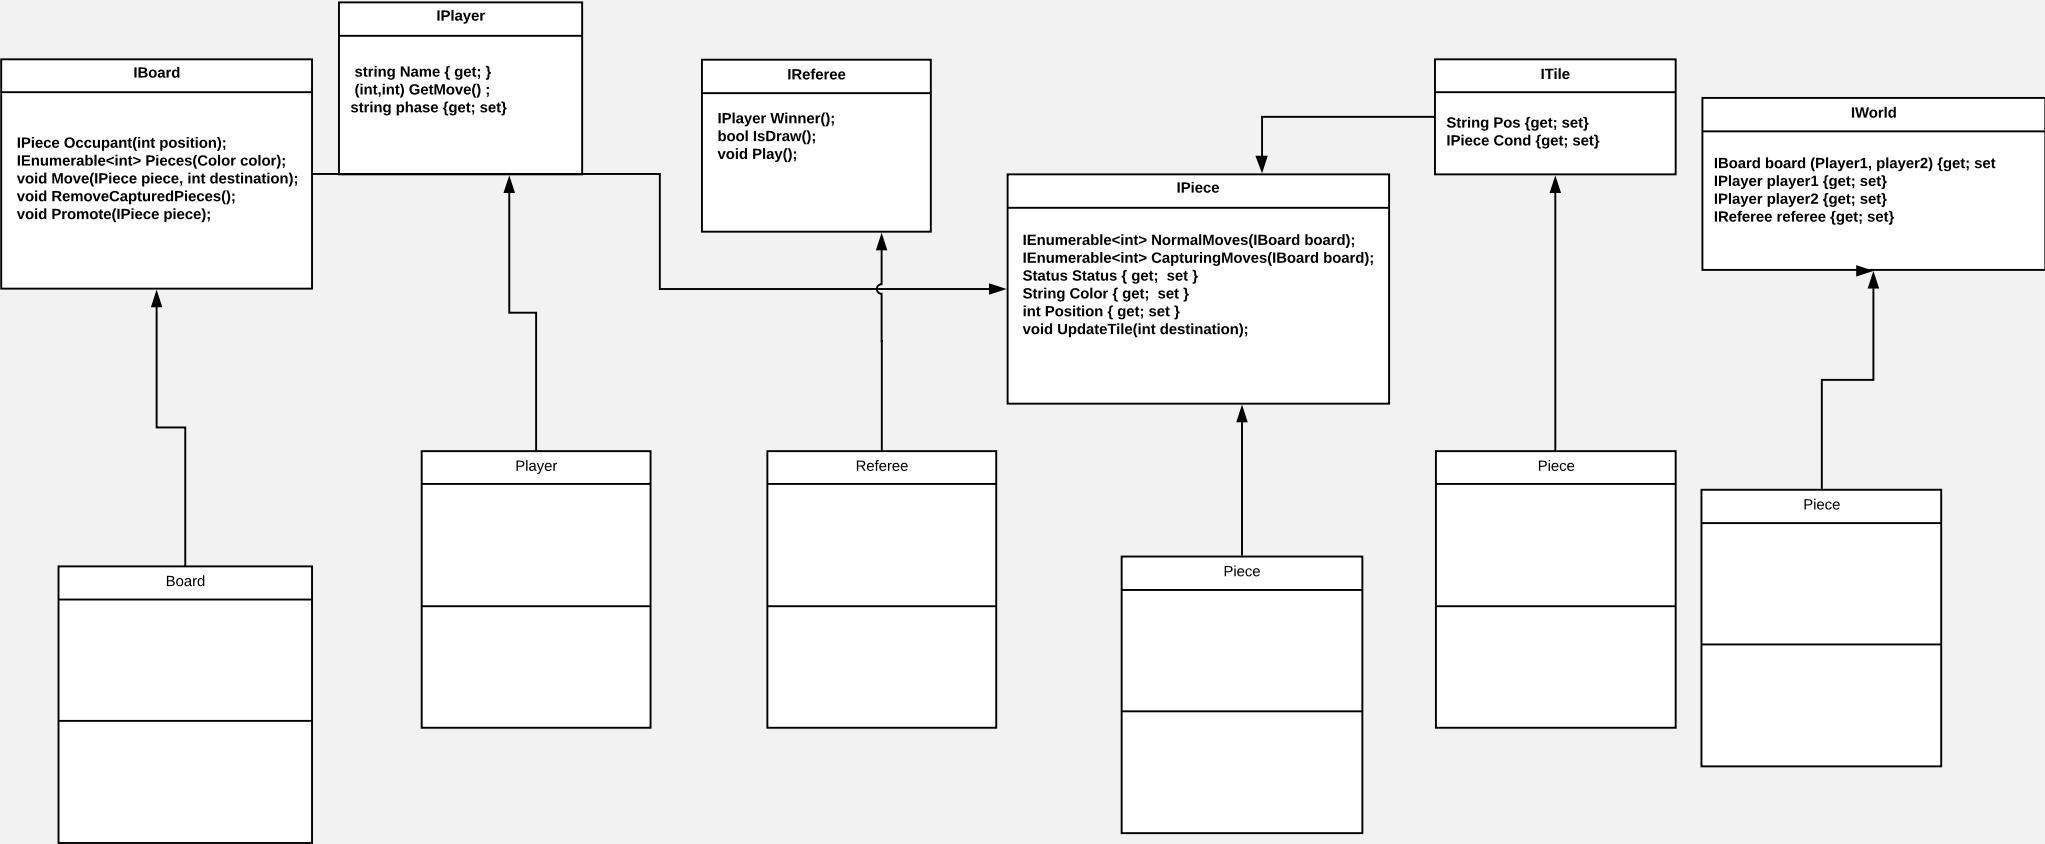 IPlayer
string Name { get; }
(int,int) GetMove() ;
string phase {get; set}
IBoard
IPiece Occupant(int position);
IEnumerable<int> Pieces(Color color);
void Move(IPiece piece, int destination);
void RemoveCapturedPieces();
void Promote(IPiece piece);
IReferee
IPlayer Winner();
bool IsDraw();
void Play();
IPiece
IEnumerable<int> NormalMoves(IBoard board);
IEnumerable<int> CapturingMoves(IBoard board);
Status Status { get;  set }
String Color { get;  set }
int Position { get; set }
void UpdateTile(int destination);
ITile
String Pos {get; set}
IPiece Cond {get; set}
IWorld
IBoard board (Player1, player2) {get; set
IPlayer player1 {get; set}
IPlayer player2 {get; set}
IReferee referee {get; set}
Board
Player
Referee
Piece
Piece
Piece